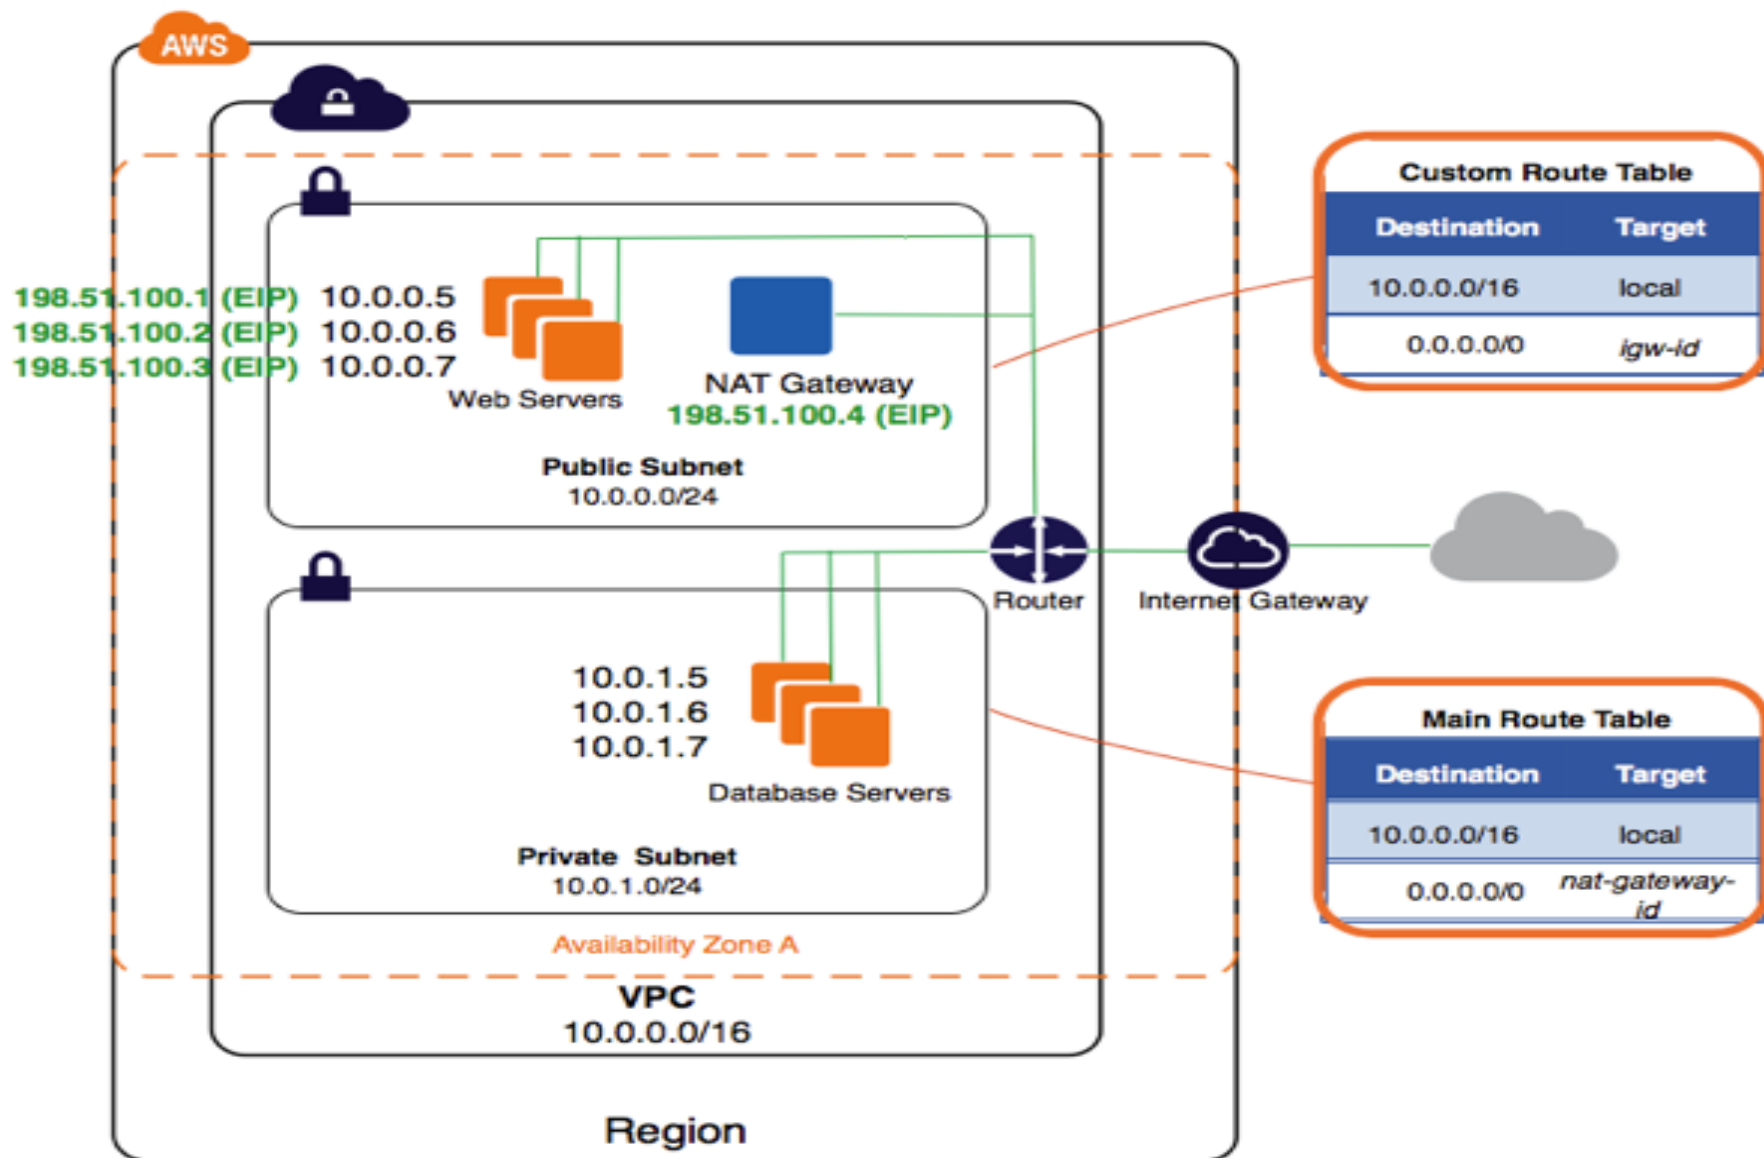 AWS
Custom Route Table
Destination Target
10.0.0.0/16 local
0.0.0.0/0 igw-id
198.51.100.1 (EIP) 10.0.0.5
198.51.100.2 (EIP) 10.0.0.6
198.51.100.3 (EIP) 10.0.0.7
Web Servers
NAT Gateway
198.51.100.4 (EIP)
Public Subnet
10.0.0.0/24
Router
Internet Gateway
10.0.1.5
10.0.1.6
10.0.1.7
Database Servers
Private Subnet
10.0.1.0/24
Main Route Table
Destination Target
10.0.0.0/16 local
0.0.0.0/0 nat-gateway-
id
Availability Zone A
VPC
10.0.0.0/16
Region